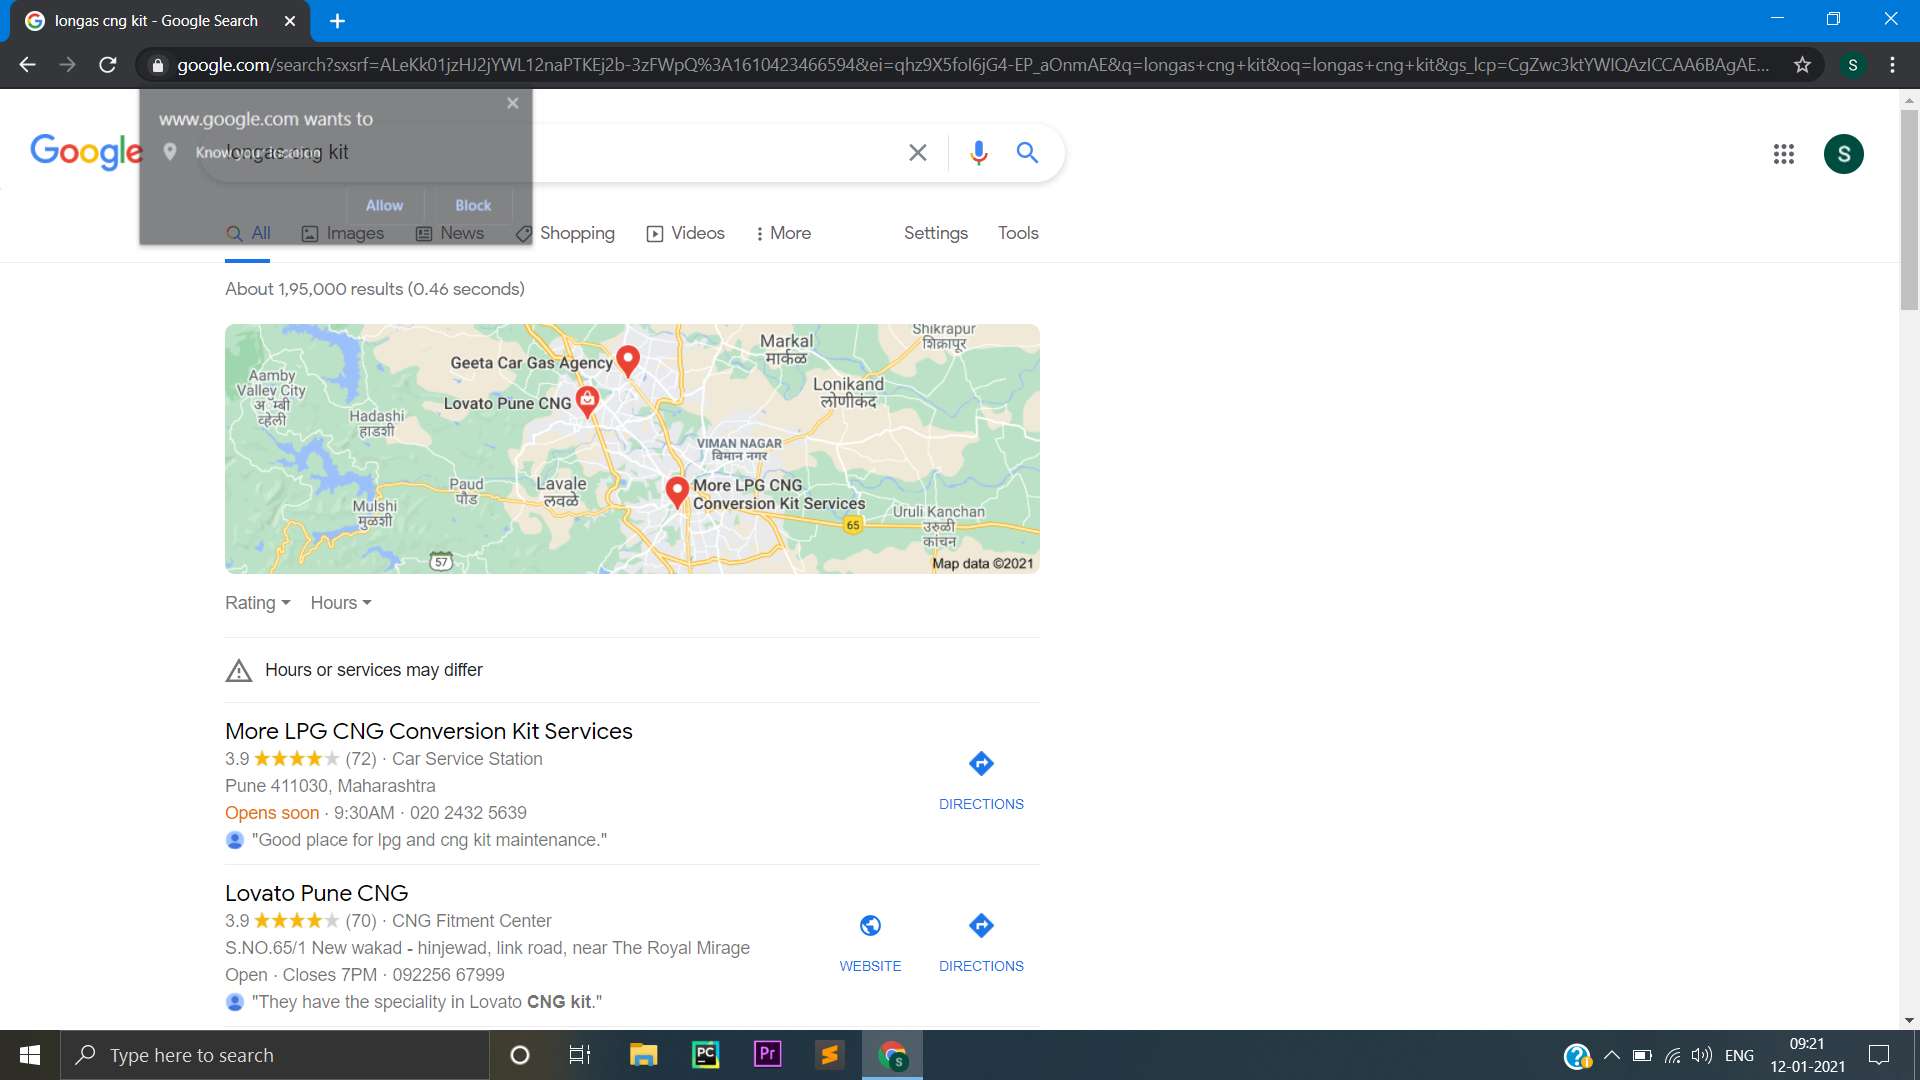 longas cng kit - Google Search
google.com/search?sxsrf=ALeKk01jzHJ2jYWL12naPTKEj2b-3zFWpQ%3A1610423466594&ei=qhz9X5foI6jG4-EP_aOnmAE&q=longas+cng+kit&oq=longas+cng+kit&gs_lcp=CgZwc3ktYWIQAzICCAA6BAgAE...
S
www.google.com wants to
Know your location
Allow
Block
Google
longas cng kit
S
All
Images
News
Shopping
Videos
More
Settings
Tools
About 1,95,000 results (0.46 seconds)
Shikrapur
शिक्रापूर
Markal
मार्कळ
Geeta Car Gas Agency
Aamby
Valley City
अॅम्बी
व्हेली
Lonikand
लोणीकंद
Lovato Pune CNG
Hadashi
हाडशी
VIMAN NAGAR
विमान नगर
Paud
पौड
Lavale
लवळे
More LPG CNG
Conversion Kit Services
Mulshi
मुळशी
Uruli Kanchan
उरुळी
कांचन
65
57
Map data ©2021
Rating
Hours
Hours or services may differ
More LPG CNG Conversion Kit Services
3.9 (72) · Car Service Station
Pune 411030, Maharashtra
Opens soon · 9:30AM · 020 2432 5639
"Good place for lpg and cng kit maintenance."
DIRECTIONS
Lovato Pune CNG
3.9 (70) · CNG Fitment Center
S.NO.65/1 New wakad - hinjewad, link road, near The Royal Mirage
Open · Closes 7PM · 092256 67999
"They have the speciality in Lovato CNG kit."
WEBSITE
DIRECTIONS
Type here to search
PC
Pr
S
ENG
09:21
12-01-2021